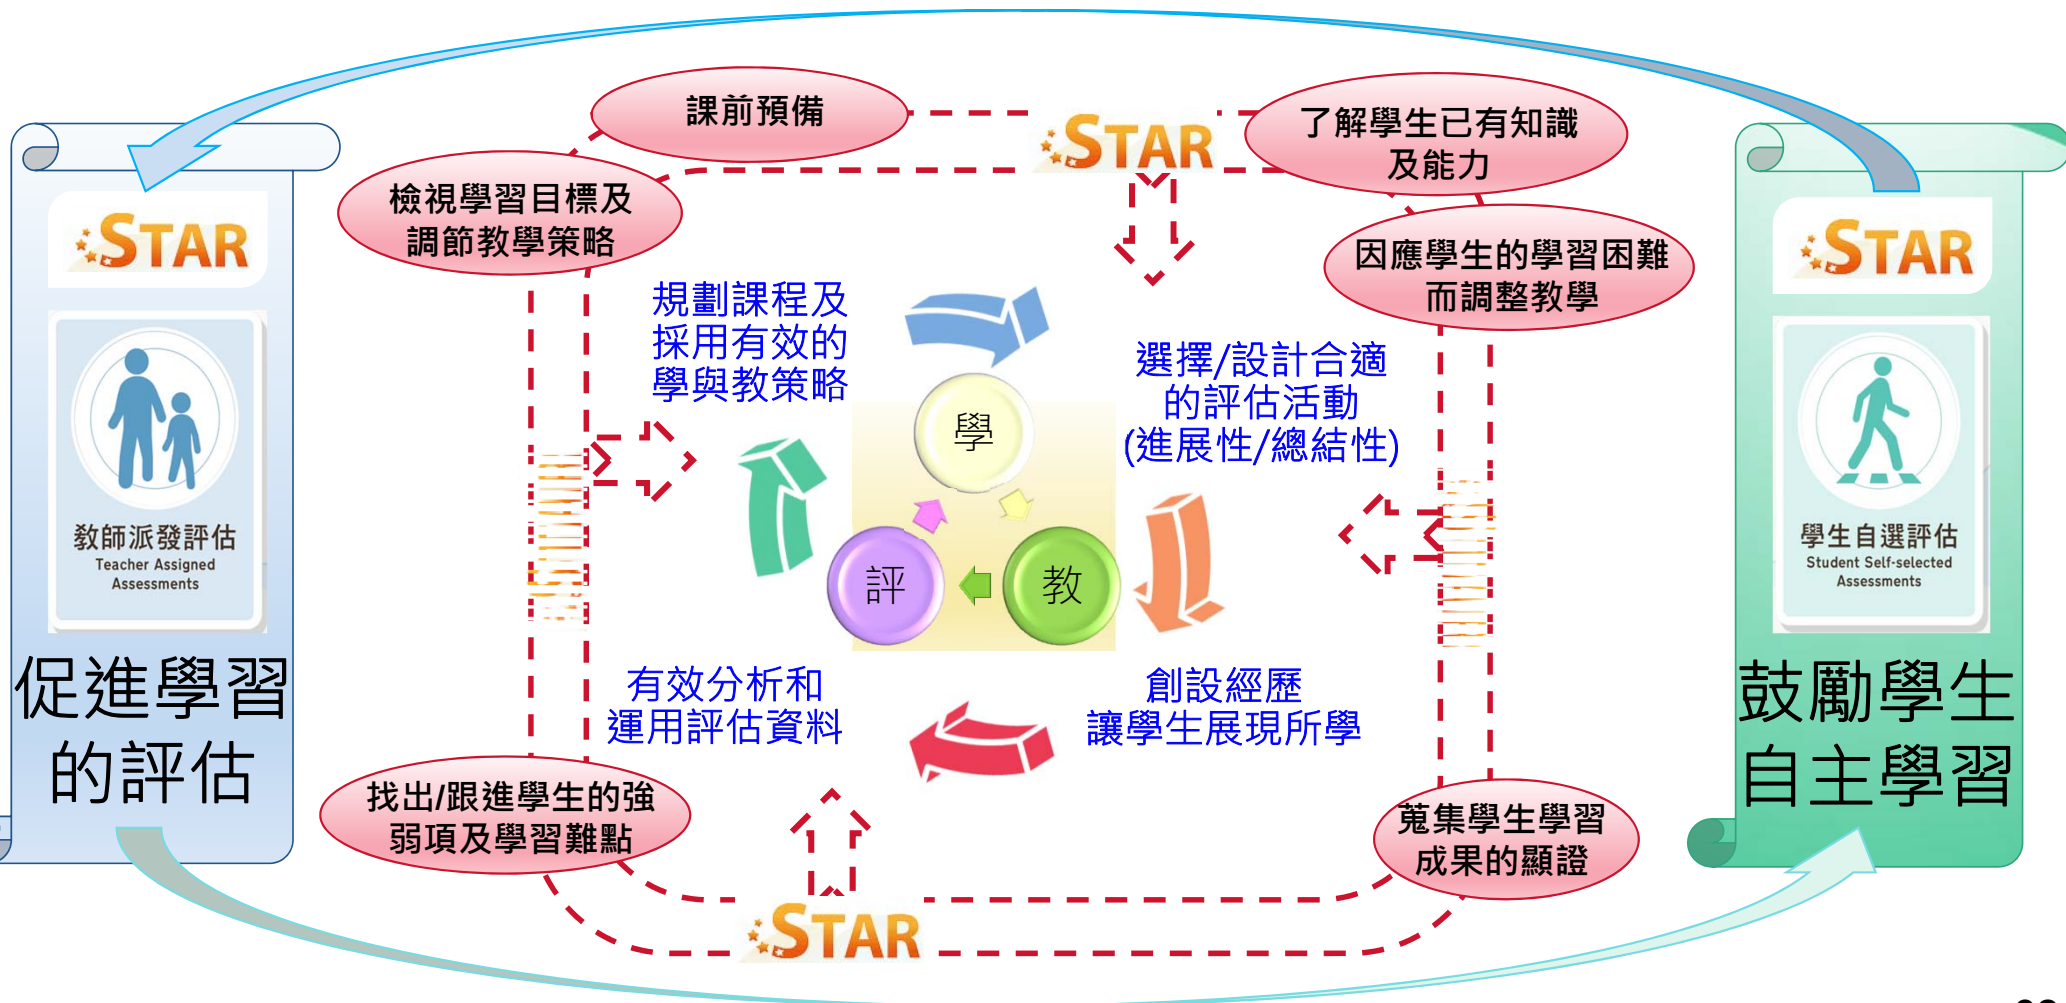 STAR
教師派發評估
Teacher Assigned
Assessments
促進學習
的評估
課前預備
STAR
了解學生已有知識
及能力
檢視學習目標及
調節教學策略
因應學生的學習困難
而調整教學
規劃課程及
採用有效的
學與教策略
選擇/設計合適
的評估活動
(進展性/總結性)
學
評
教
有效分析和
運用評估資料
創設經歷
讓學生展現所學
找出/跟進學生的強
弱項及學習難點
蒐集學生學習
成果的顯證
STAR
STAR
學生自選評估
Student Self-selected
Assessments
鼓勵學生
自主學習